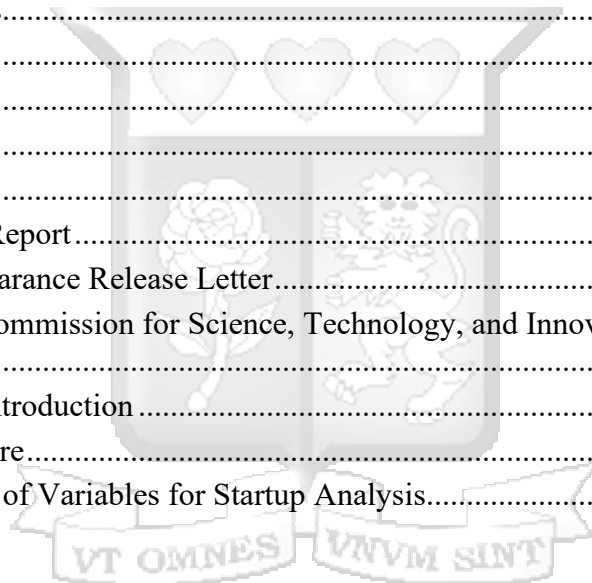 Report
arance Release Letter
ommission for Science, Technology, and Innov
ntroduction
re
of Variables for Startup Analysis
VT OMNES VNVM SINT